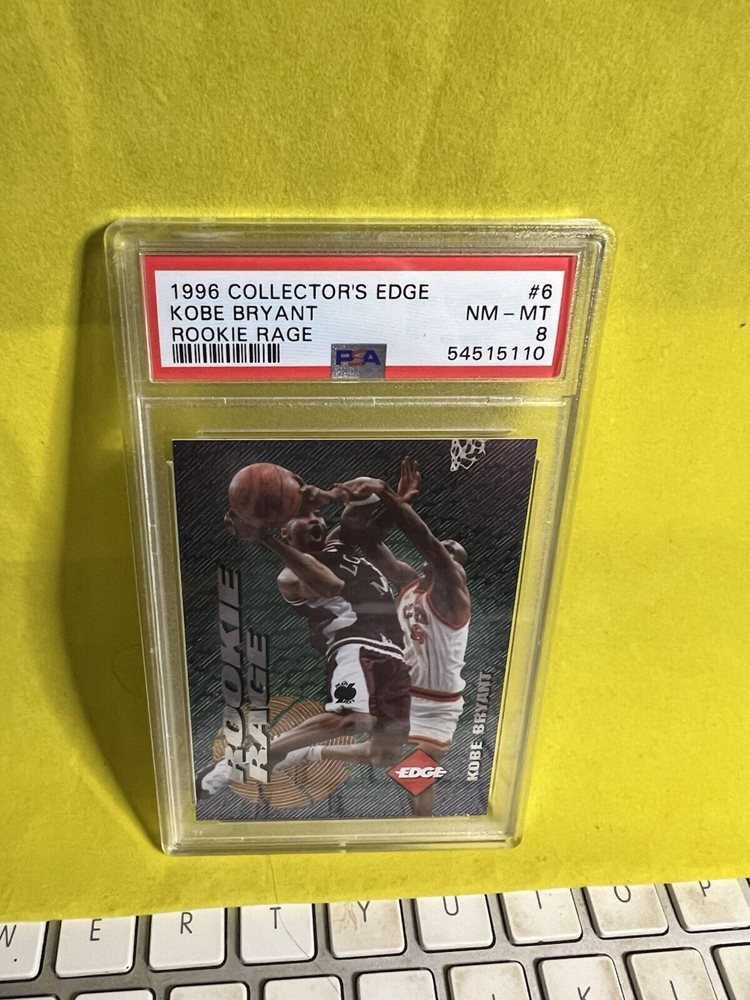 1996 COLLECTOR'S EDGE #6
KOBE BRYANT NM - MT
ROOKIE RAGE 8
PSA 54515110
ROOKIE
RAGE
EDGE
KOBE BRYANT
W E R T Y U I O P